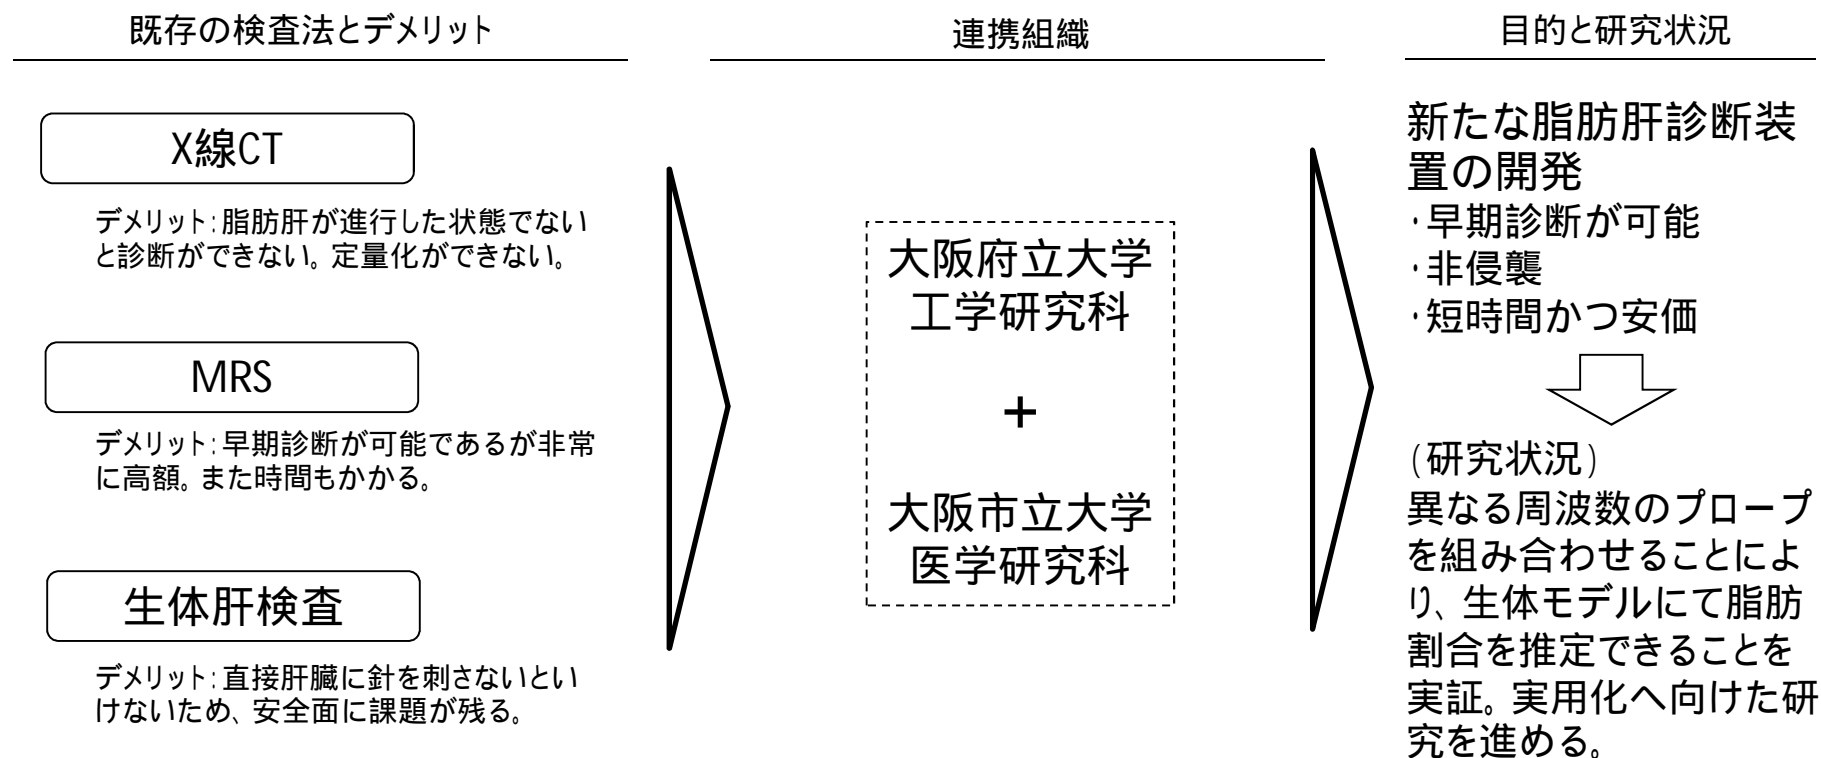 既存の検査法とデメリット
X線CT
デメリット:脂肪肝が進行した状態でない
と診断ができない。定量化ができない。
MRS
デメリット:早期診断が可能であるが非常
に高額。また時間もかかる。
生体肝検査
デメリット:直接肝臓に針を刺さないとい
けないため、安全面に課題が残る。
連携組織
大阪府立大学
工学研究科
+
大阪市立大学
医学研究科
目的と研究状況
新たな脂肪肝診断装
置の開発
・早期診断が可能
・非侵襲
・短時間かつ安価
(研究状況)
異なる周波数のプローブ
を組み合わせることによ
り、生体モデルにて脂肪
割合を推定できることを
実証。実用化へ向けた研
究を進める。